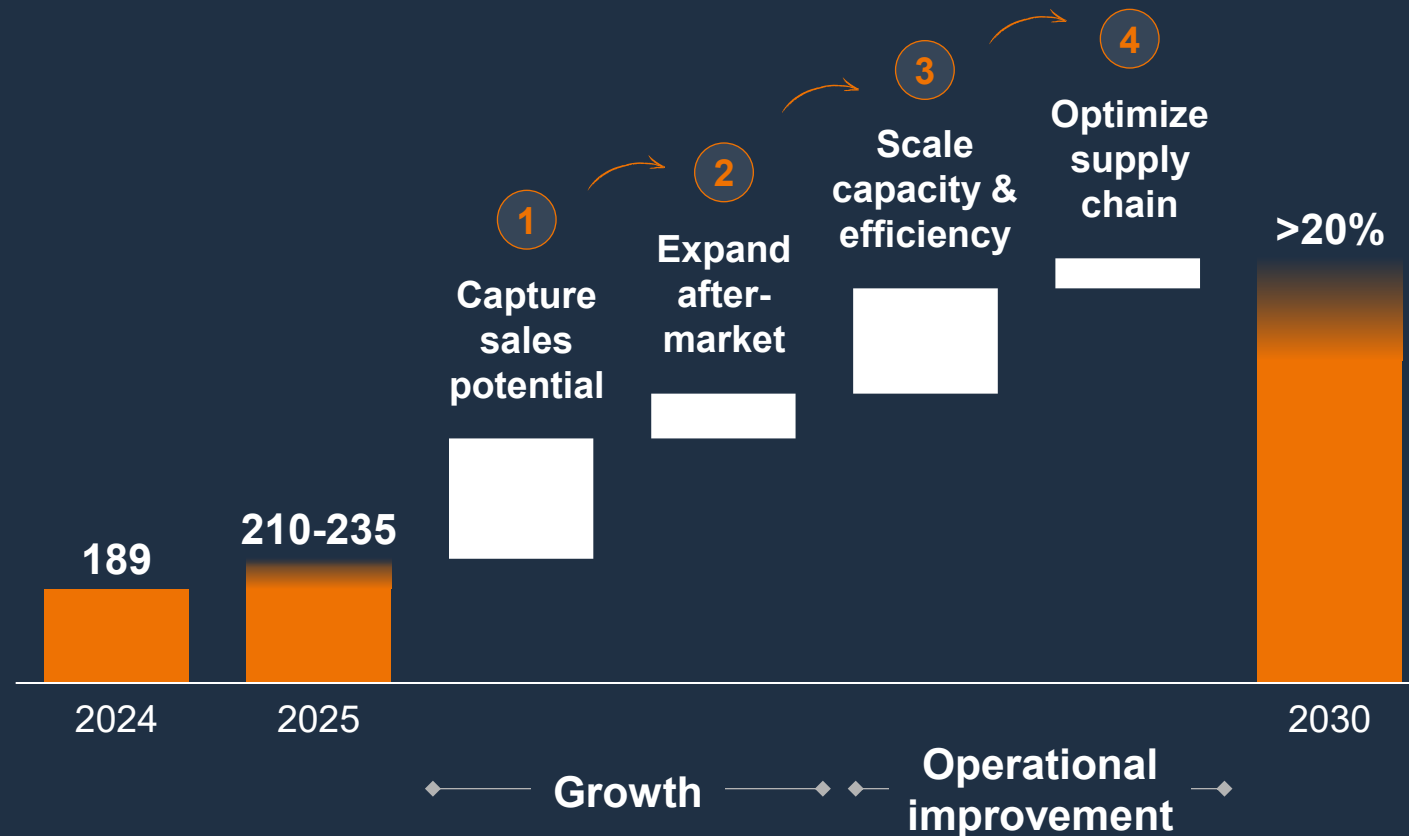 1
Capture
sales
potential
2
Expand
after-
market
3
Scale
capacity &
efficiency
4
Optimize
supply
chain
189
210-235
>20%
2024
2025
2030
Growth
Operational
improvement